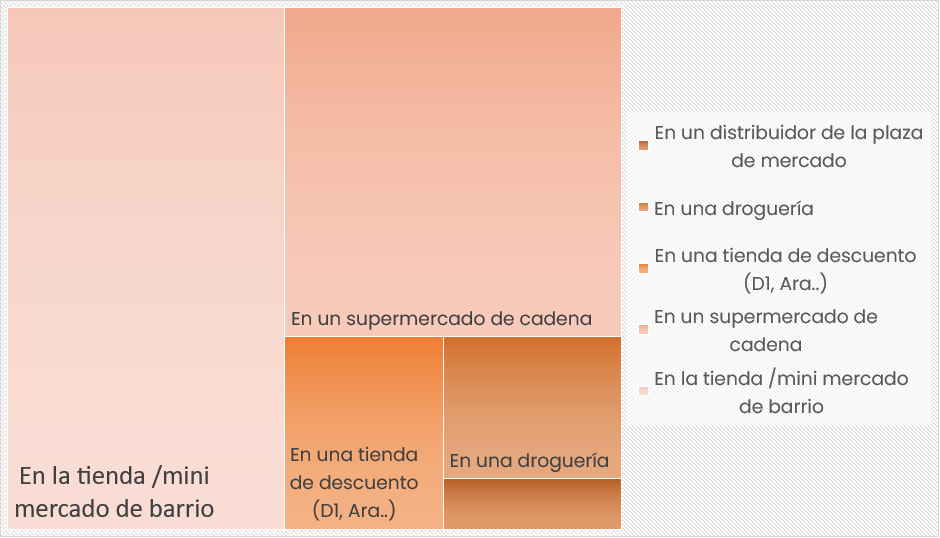 En un supermercado de cadena
En la tienda /mini
mercado de barrio
En una tienda
de descuento
(D1, Ara..)
En una droguería
En un distribuidor de la plaza
de mercado
En una droguería
En una tienda de descuento
(D1, Ara..)
En un supermercado de
cadena
En la tienda /mini mercado
de barrio